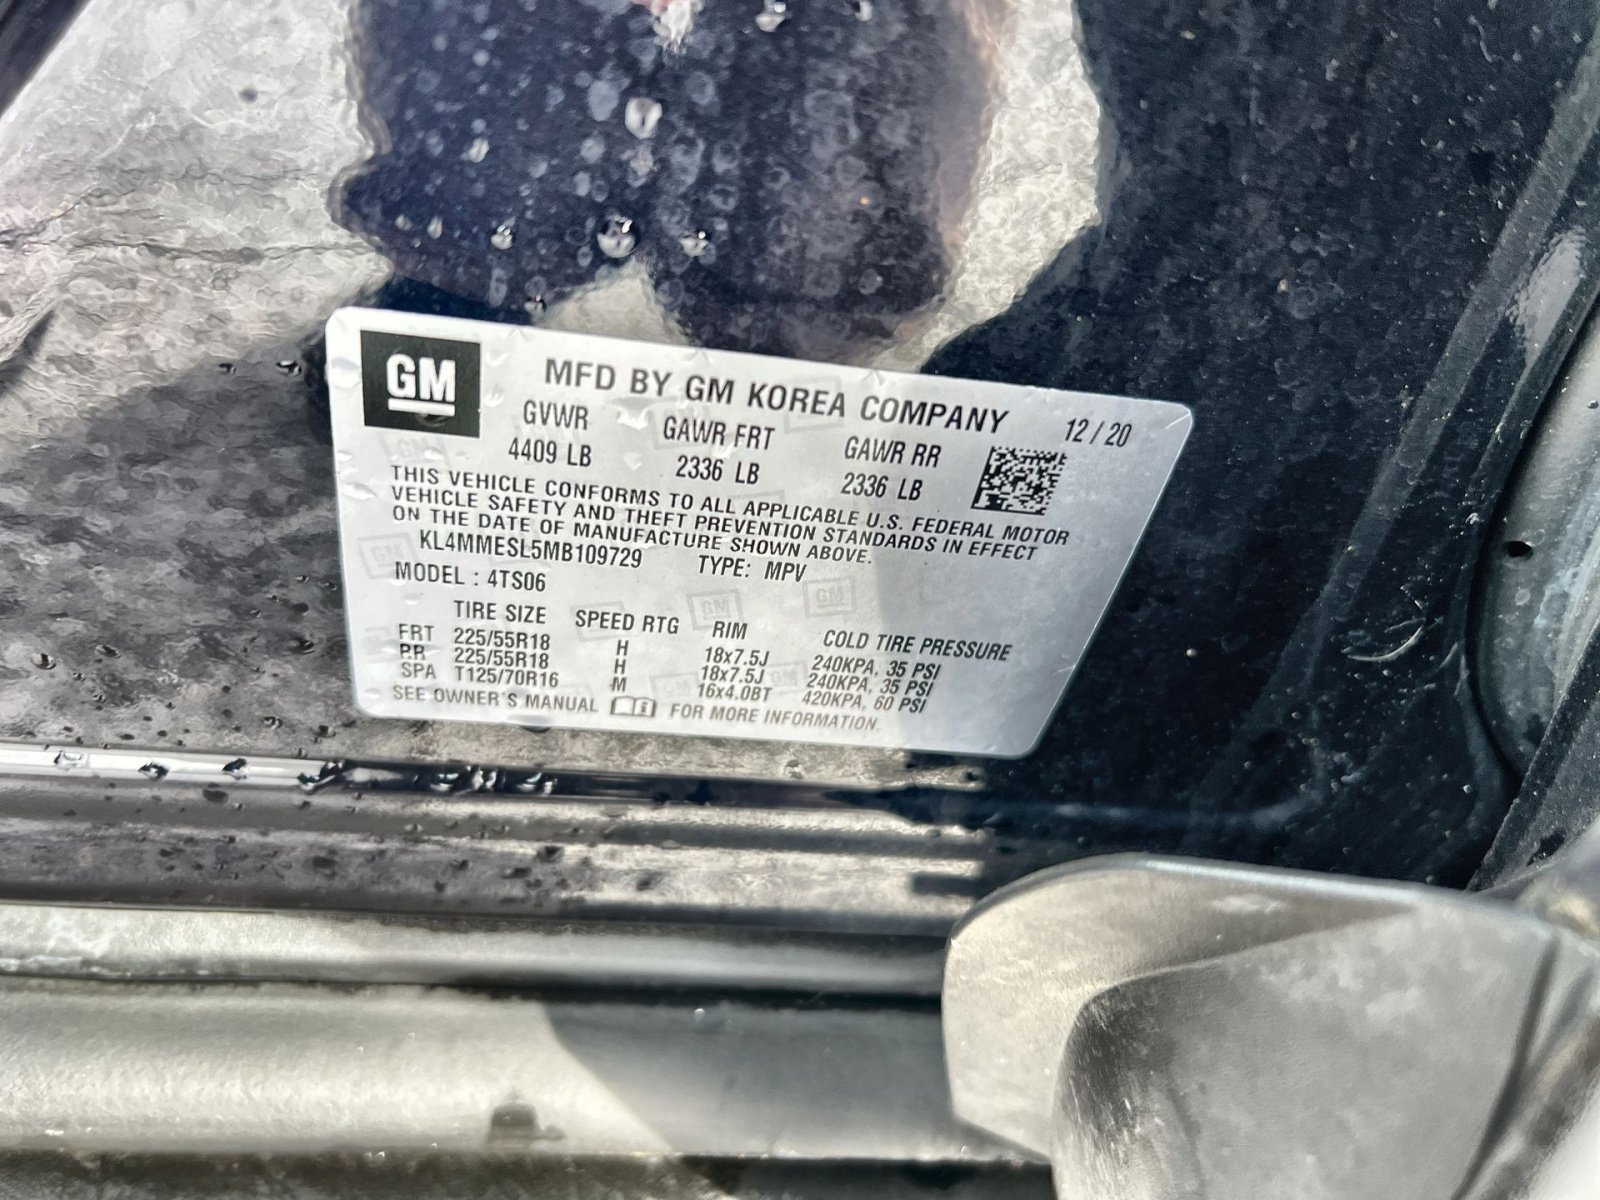 GM
MFD BY GM KOREA COMPANY 12/20
GVWR GAWR FRT GAWR RR
4409 LB 2336 LB 2336 LB
THIS VEHICLE CONFORMS TO ALL APPLICABLE U.S. FEDERAL MOTOR
VEHICLE SAFETY AND THEFT PREVENTION STANDARDS IN EFFECT
ON THE DATE OF MANUFACTURE SHOWN ABOVE.
KL4MMESL5MB109729 TYPE: MPV
MODEL : 4TS06
TIRE SIZE SPEED RTG RIM COLD TIRE PRESSURE
FRT 225/55R18 H 18x7.5J 240KPA, 35 PSI
RR 225/55R18 H 18x7.5J 240KPA, 35 PSI
SPA T125/70R16 M 16x4.0BT 420KPA, 60 PSI
SEE OWNER'S MANUAL FOR MORE INFORMATION.